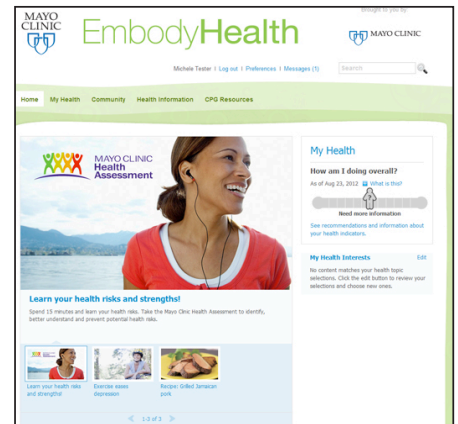 MAYO
CLINIC
EmbodyHealth
Brought to you by:
MAYO CLINIC
Michele Tester | Log out | Preferences | Messages (1)
Search
Home My Health Community Health Information CPG Resources
MAYO CLINIC
Health
Assessment
Learn your health risks and strengths!
Spend 15 minutes and learn your health risks. Take the Mayo Clinic Health Assessment to identify,
better understand and prevent potential health risks.
Learn your health risks
and strengths!
Exercise eases
depression
Recipe: Grilled Jamaican
pork
1-3 of 3
My Health
How am I doing overall?
As of Aug 23, 2012 What is this?
?
Need more information
See recommendations and information about
your health indicators.
My Health Interests Edit
No content matches your health topic
selections. Click the edit button to review your
selections and choose new ones.